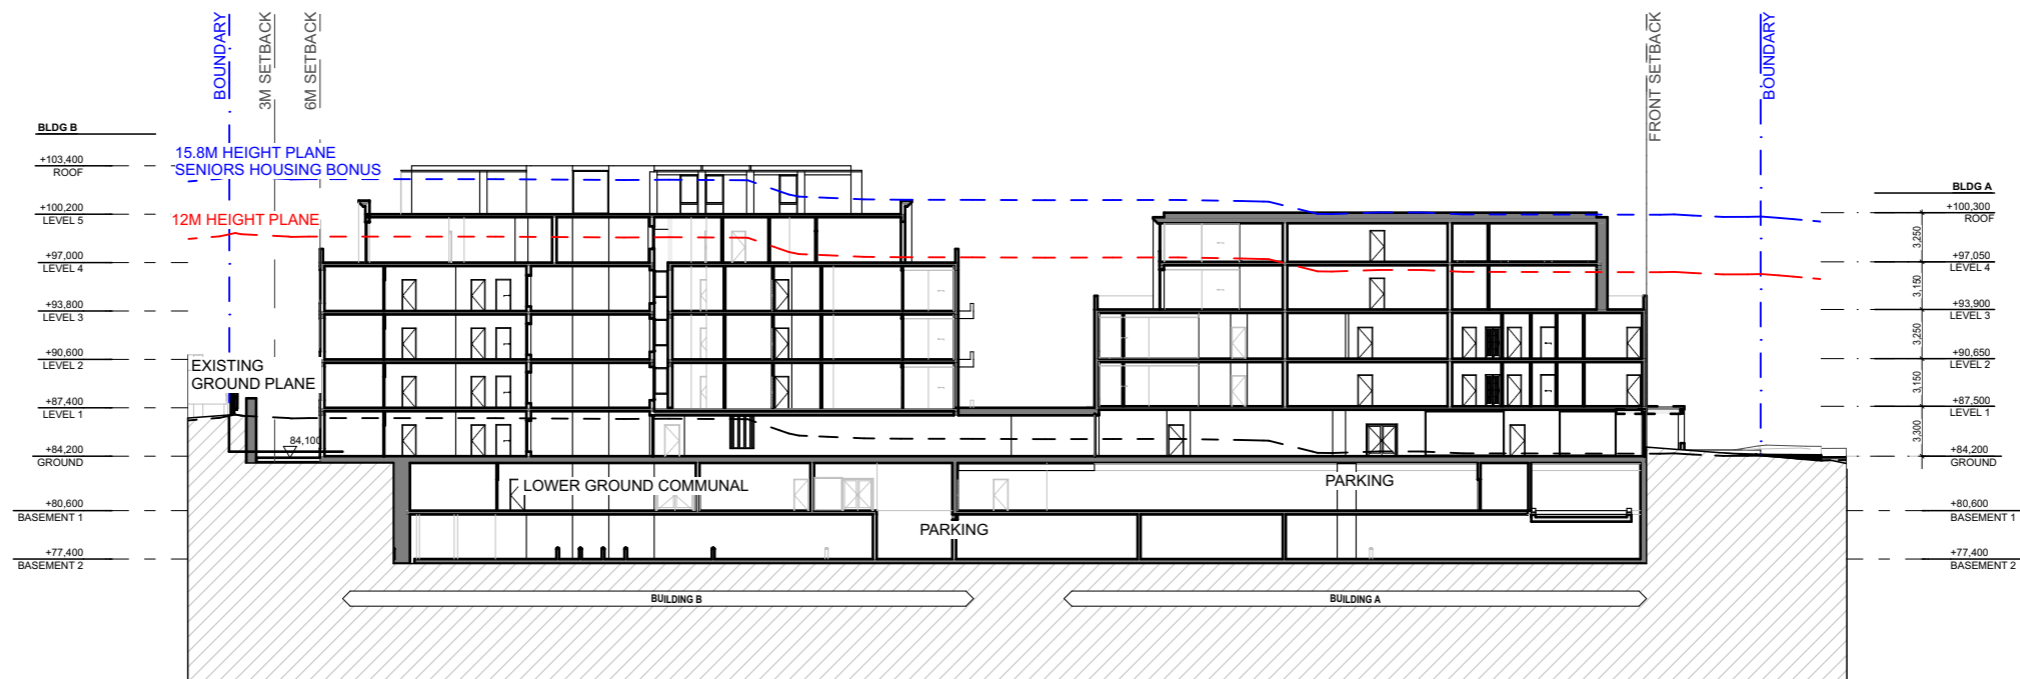 BOUNDARY
3M SETBACK
6M SETBACK
FRONT SETBACK
BOUNDARY
BLDG B
+103,400
ROOF
+100,200
LEVEL 5
+97,000
LEVEL 4
+93,800
LEVEL 3
+90,600
LEVEL 2
+87,400
LEVEL 1
+84,200
GROUND
+80,600
BASEMENT 1
+77,400
BASEMENT 2
15.8M HEIGHT PLANE
SENIORS HOUSING BONUS
12M HEIGHT PLANE
EXISTING
GROUND PLANE
84,100
LOWER GROUND COMMUNAL
PARKING
PARKING
BUILDING B
BUILDING A
BLDG A
+100,300
ROOF
3,250
+97,050
LEVEL 4
3,150
+93,900
LEVEL 3
3,250
+90,650
LEVEL 2
3,150
+87,500
LEVEL 1
3,300
+84,200
GROUND
+80,600
BASEMENT 1
+77,400
BASEMENT 2